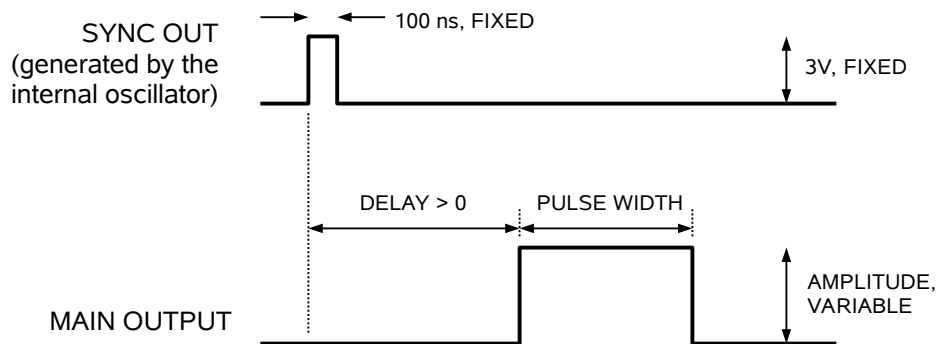 100 ns, FIXED
SYNC OUT
(generated by the
internal oscillator)
3V, FIXED
DELAY > 0
PULSE WIDTH
AMPLITUDE,
VARIABLE
MAIN OUTPUT